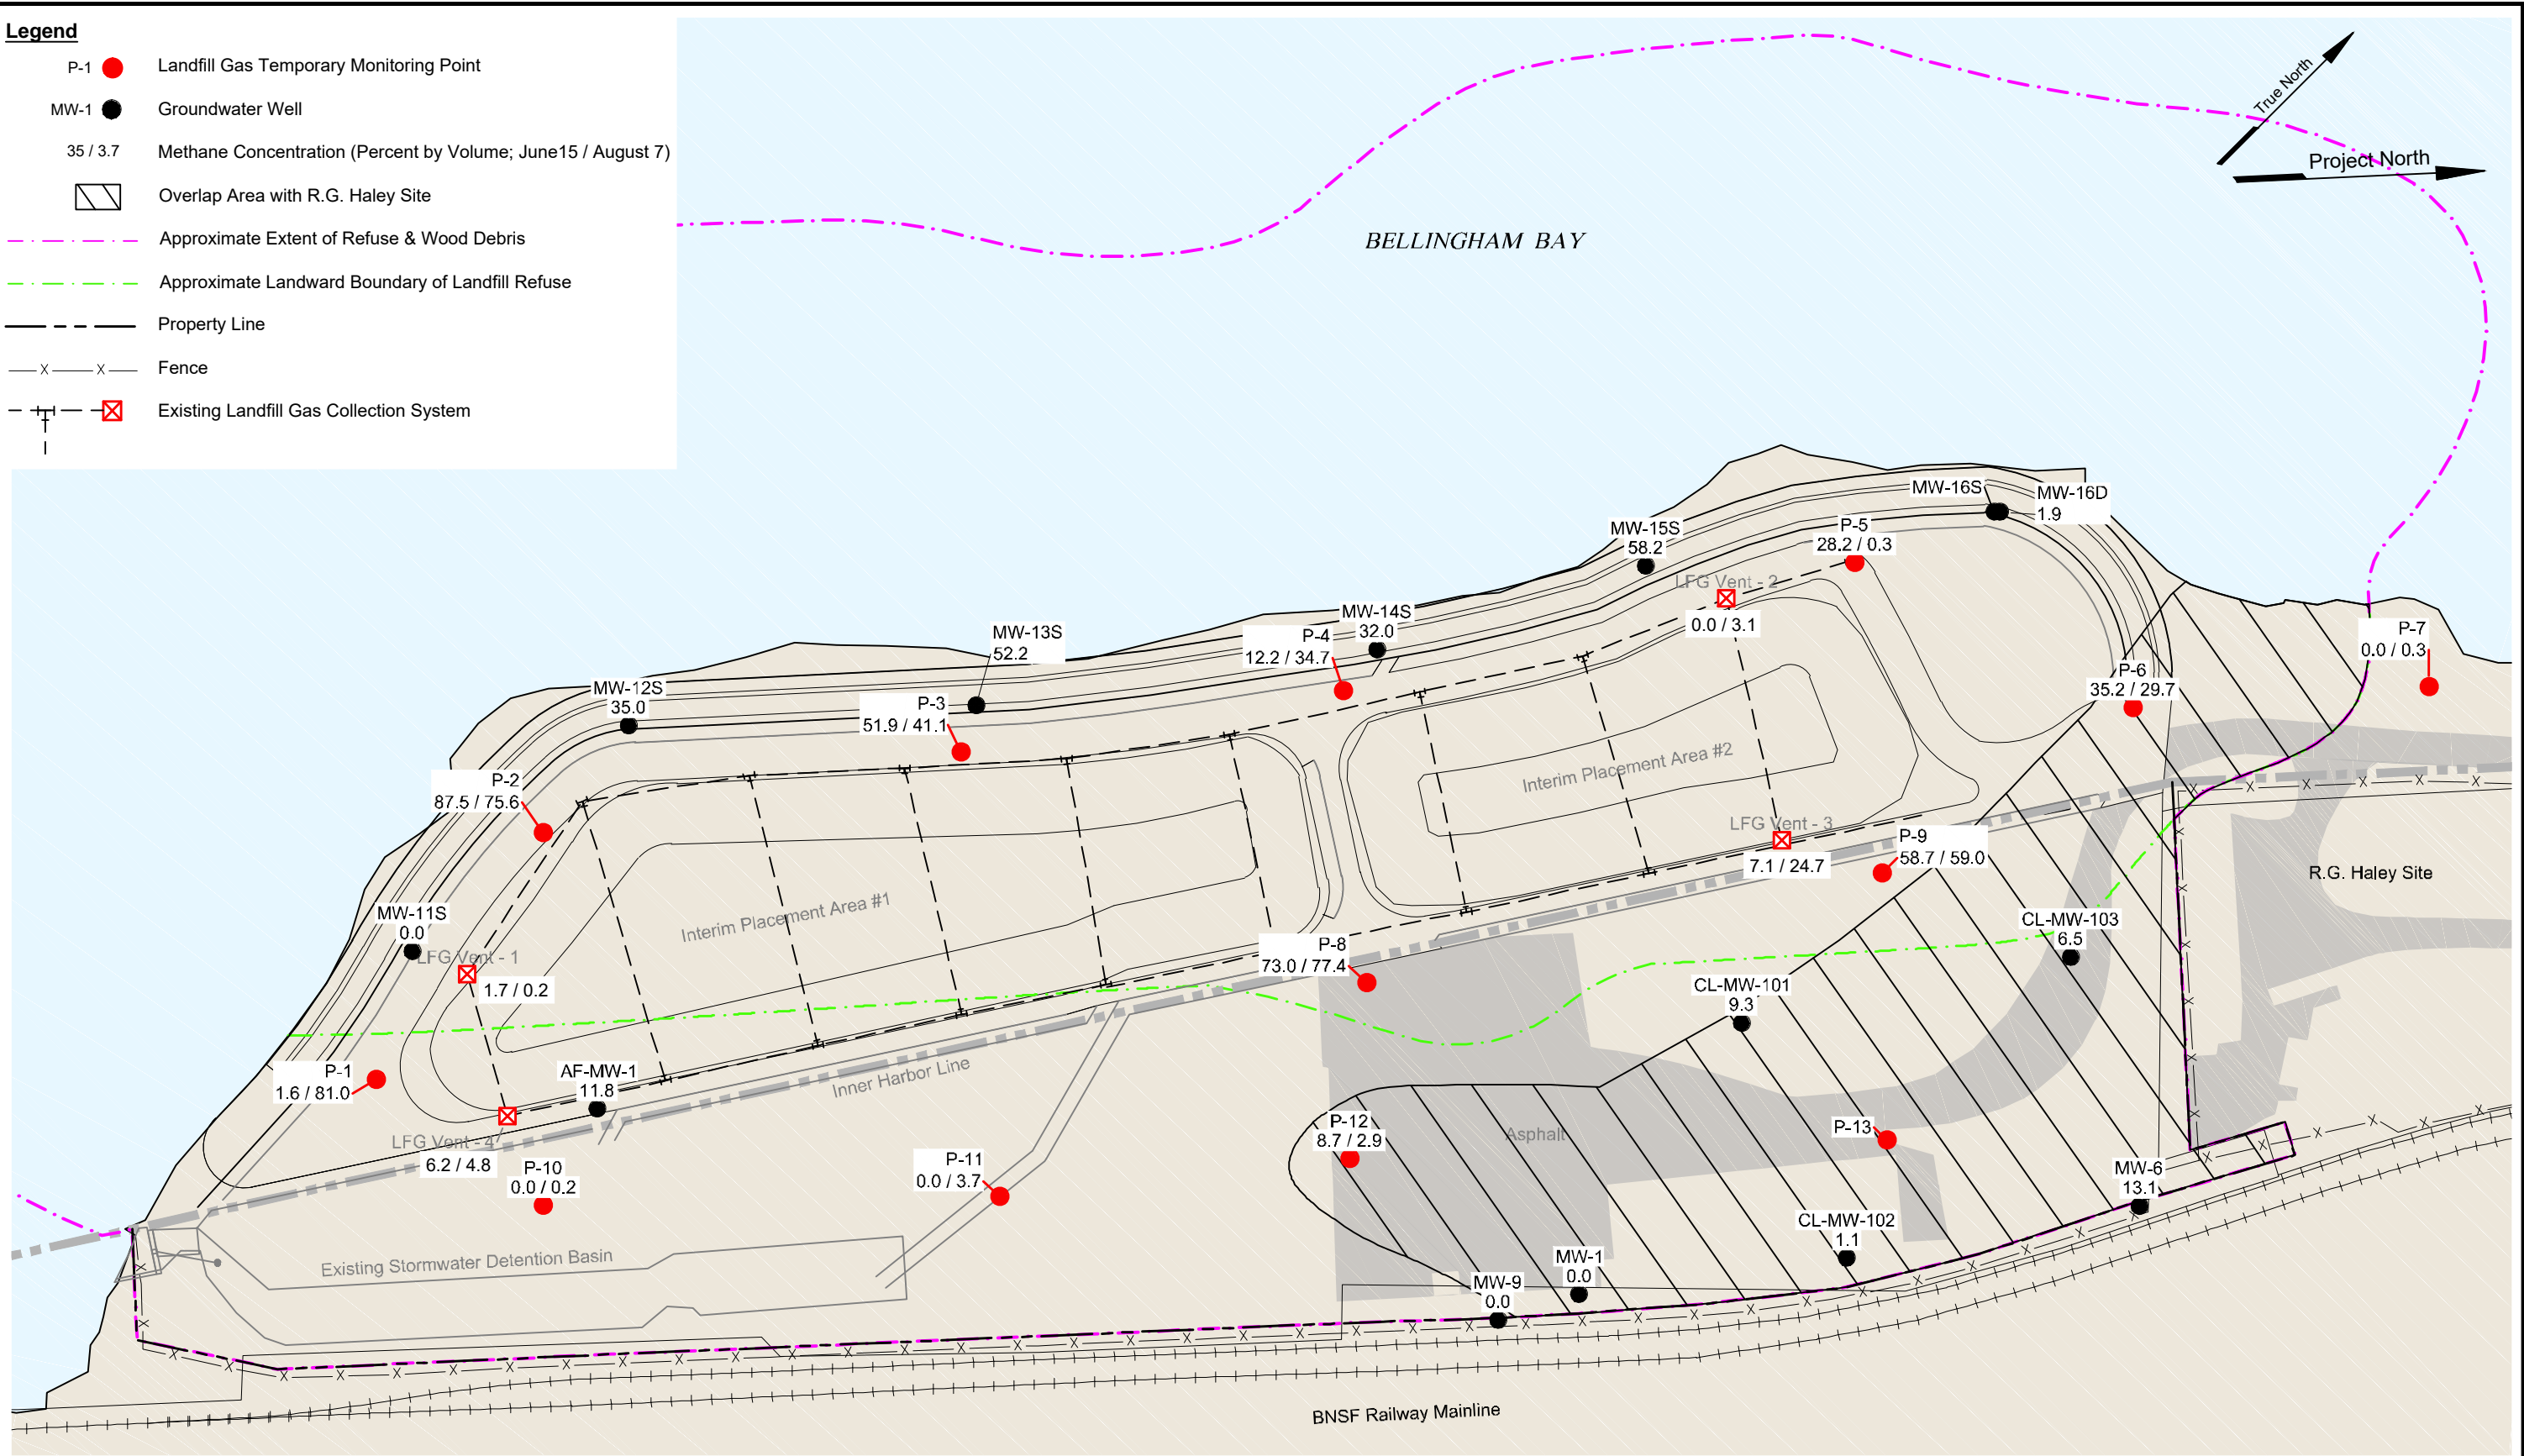 Legend
P-1 Landfill Gas Temporary Monitoring Point
MW-1 Groundwater Well
35 / 3.7 Methane Concentration (Percent by Volume; June15 / August 7)
Overlap Area with R.G. Haley Site
Approximate Extent of Refuse & Wood Debris
Approximate Landward Boundary of Landfill Refuse
Property Line
X X Fence
Existing Landfill Gas Collection System
True North
Project North
BELLINGHAM BAY
MW-16S
MW-16D
1.9
MW-15S
58.2
P-5
28.2 / 0.3
LFG Vent - 2
0.0 / 3.1
MW-14S
32.0
P-4
12.2 / 34.7
MW-13S
52.2
P-3
51.9 / 41.1
MW-12S
35.0
P-7
0.0 / 0.3
P-6
35.2 / 29.7
P-2
87.5 / 75.6
Interim Placement Area #2
LFG Vent - 3
7.1 / 24.7
P-9
58.7 / 59.0
R.G. Haley Site
Interim Placement Area #1
MW-11S
0.0
LFG Vent - 1
1.7 / 0.2
P-8
73.0 / 77.4
CL-MW-103
6.5
CL-MW-101
9.3
P-1
1.6 / 81.0
AF-MW-1
11.8
Inner Harbor Line
LFG Vent - 4
6.2 / 4.8
P-10
0.0 / 0.2
P-11
0.0 / 3.7
P-12
8.7 / 2.9
Asphalt
P-13
MW-6
13.1
CL-MW-102
1.1
MW-1
0.0
MW-9
0.0
Existing Stormwater Detention Basin
BNSF Railway Mainline